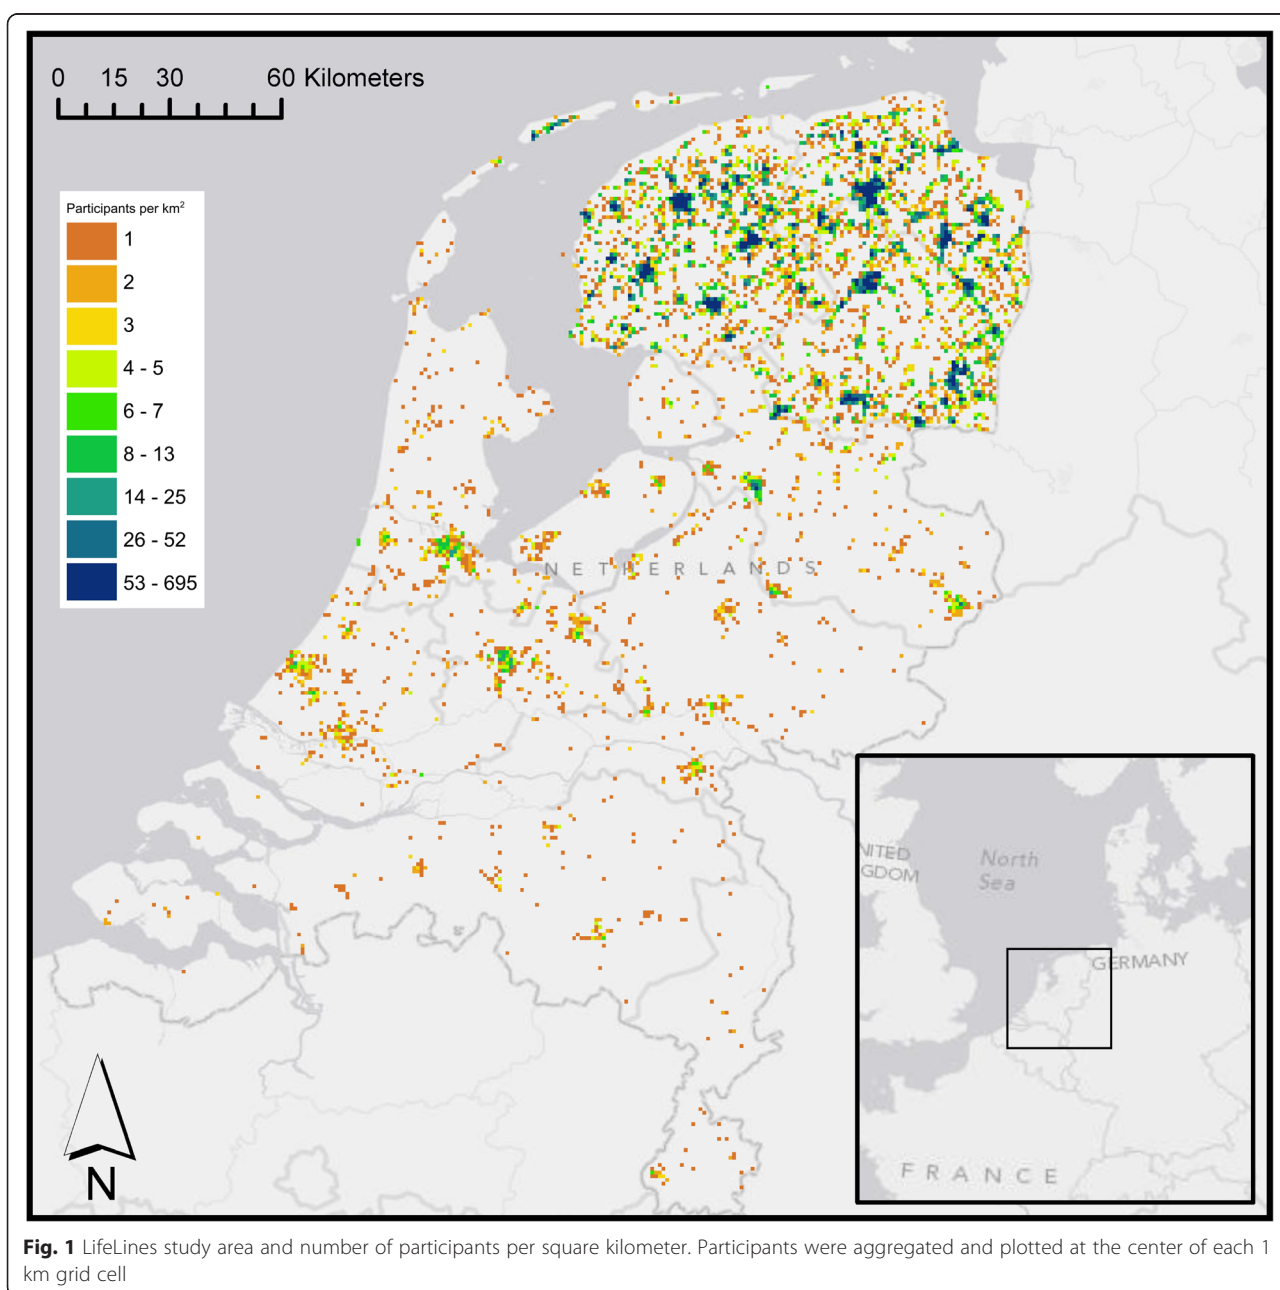 0 15 30 60 Kilometers
Participants per km2
1
2
3
4 - 5
6 - 7
8 - 13
14 - 25
26 - 52
53 - 695
NETHERLANDS
NITED
GDOM
North
Sea
GERMANY
FRANCE
N
Fig. 1 LifeLines study area and number of participants per square kilometer. Participants were aggregated and plotted at the center of each 1
km grid cell